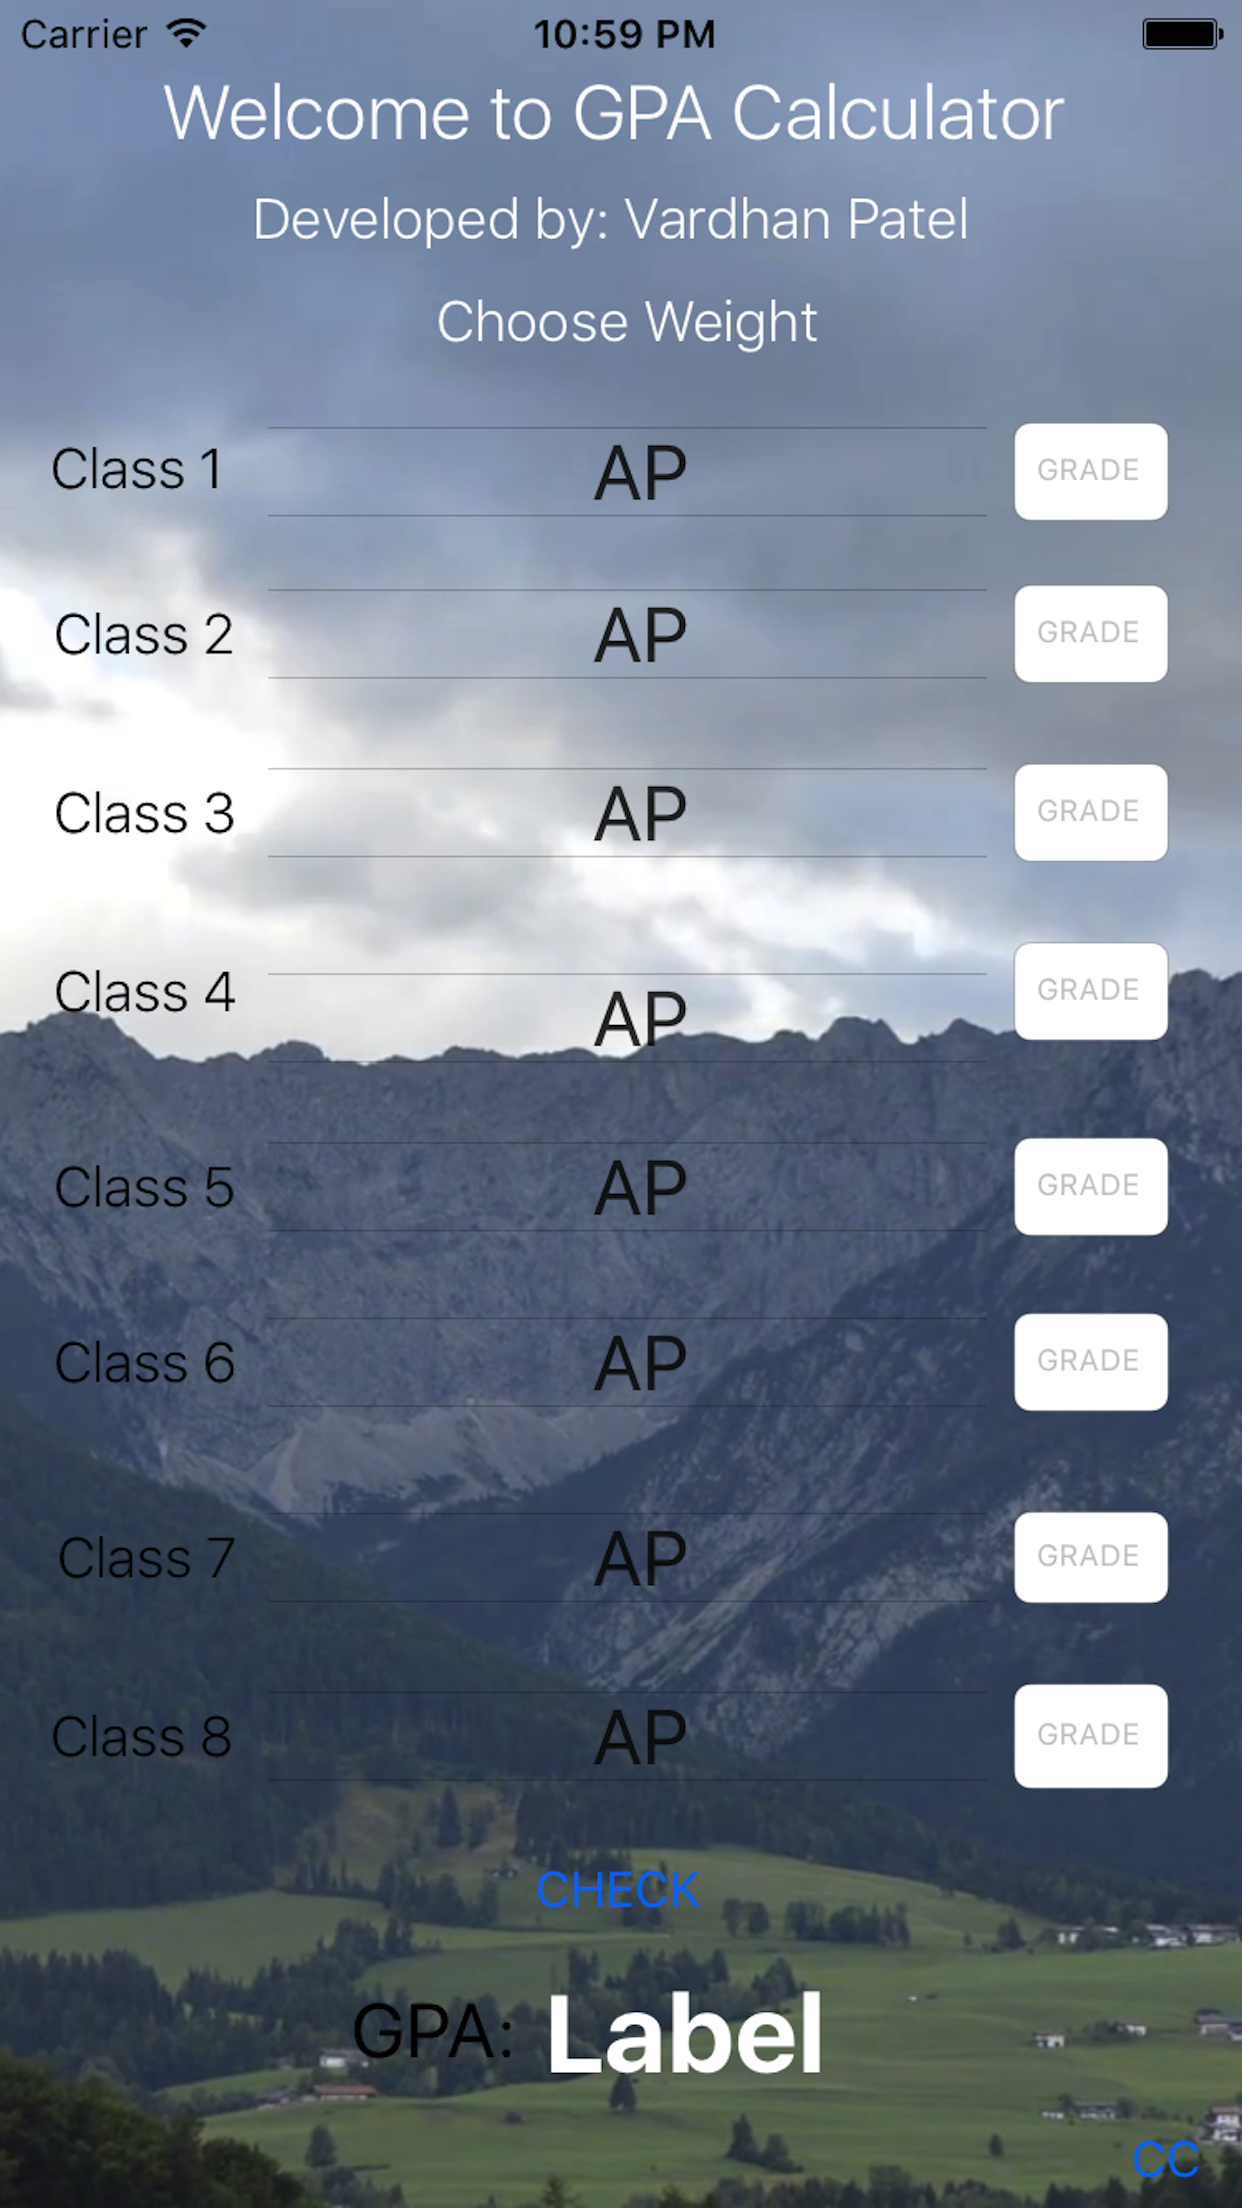 Carrier 10:59 PM
Welcome to GPA Calculator
Developed by: Vardhan Patel
Choose Weight
Class 1 AP GRADE
Class 2 AP GRADE
Class 3 AP GRADE
Class 4 AP GRADE
Class 5 AP GRADE
Class 6 AP GRADE
Class 7 AP GRADE
Class 8 AP GRADE
CHECK
GPA: Label
CC